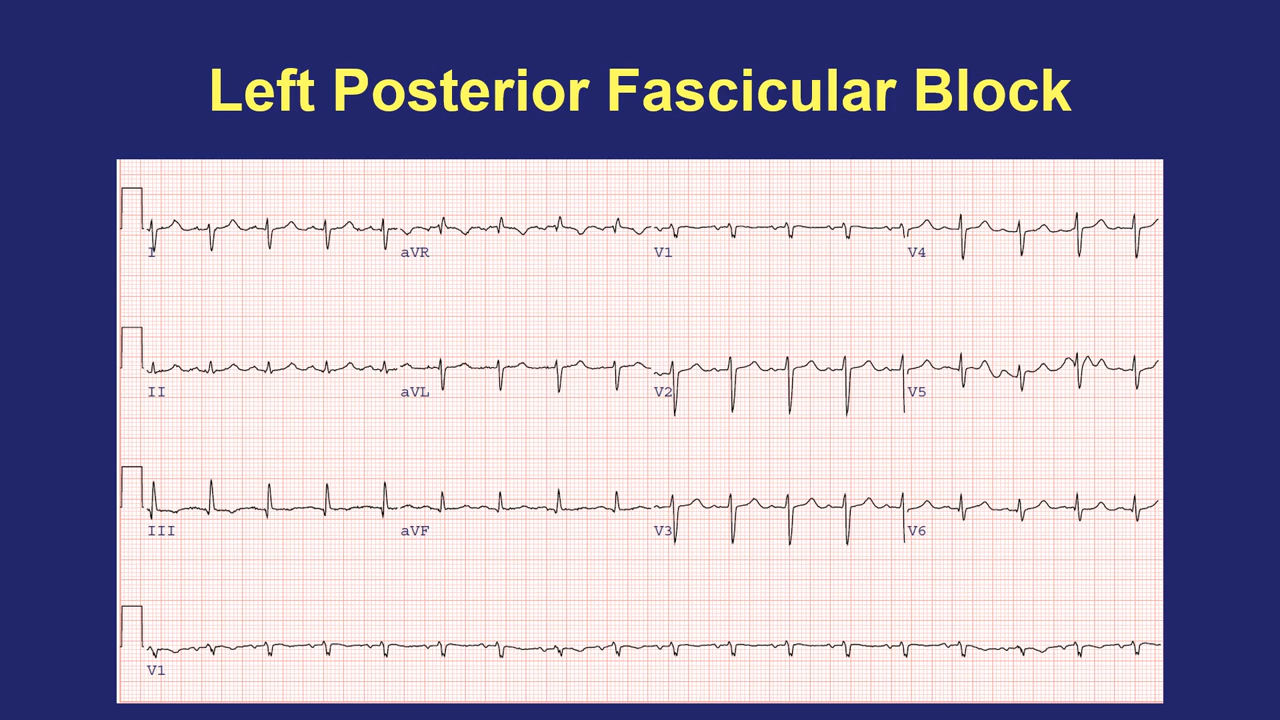 Left Posterior Fascicular Block
I aVR V1 V4
II aVL V2 V5
III aVF V3 V6
V1